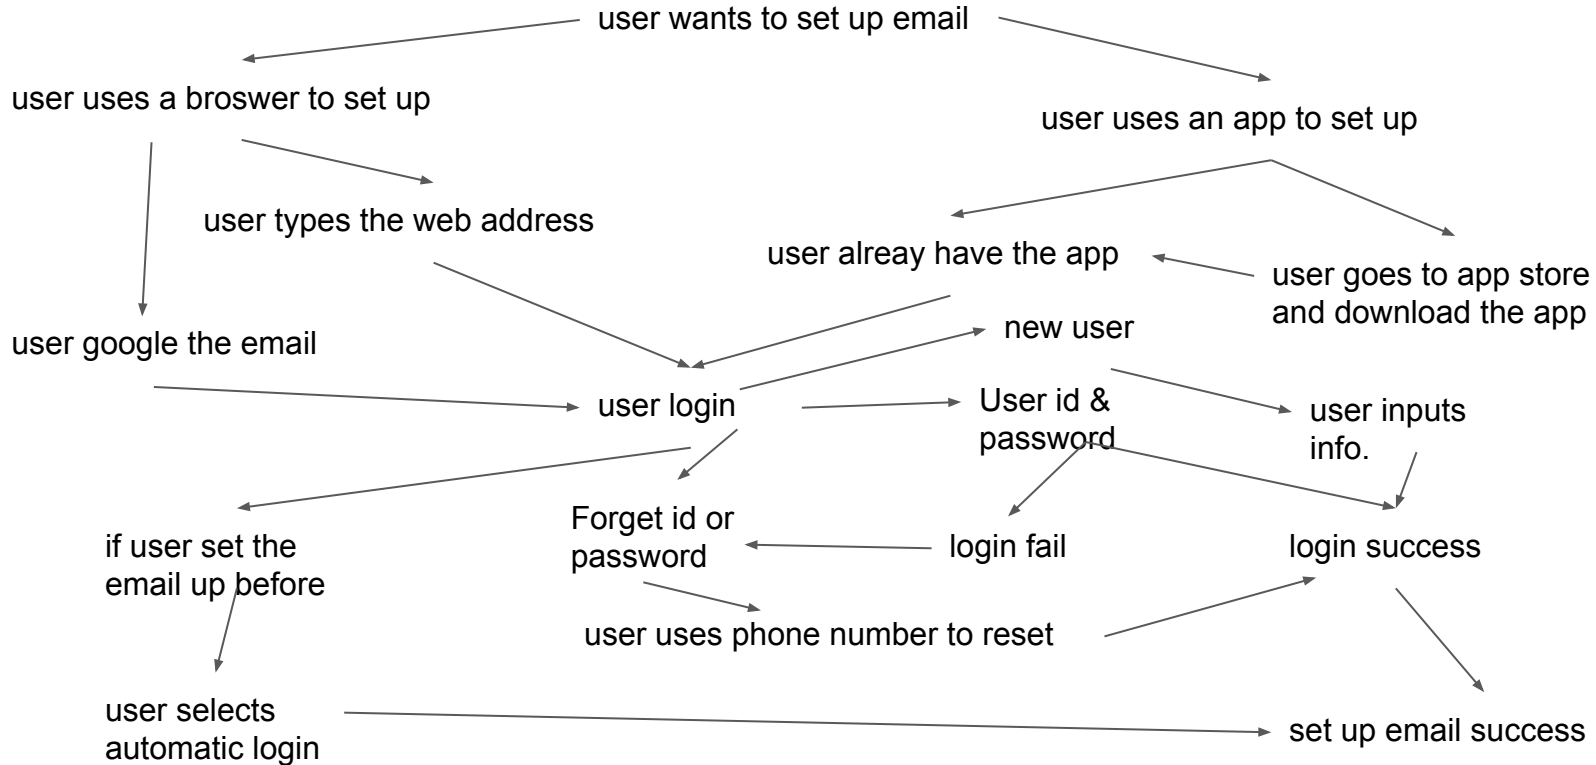 user wants to set up email
user uses a broswer to set up
user uses an app to set up
user types the web address
user alreay have the app
user goes to app store
and download the app
new user
user google the email
user login
User id &
password
user inputs
info.
Forget id or
password
if user set the
email up before
login fail
login success
user uses phone number to reset
user selects
automatic login
set up email success